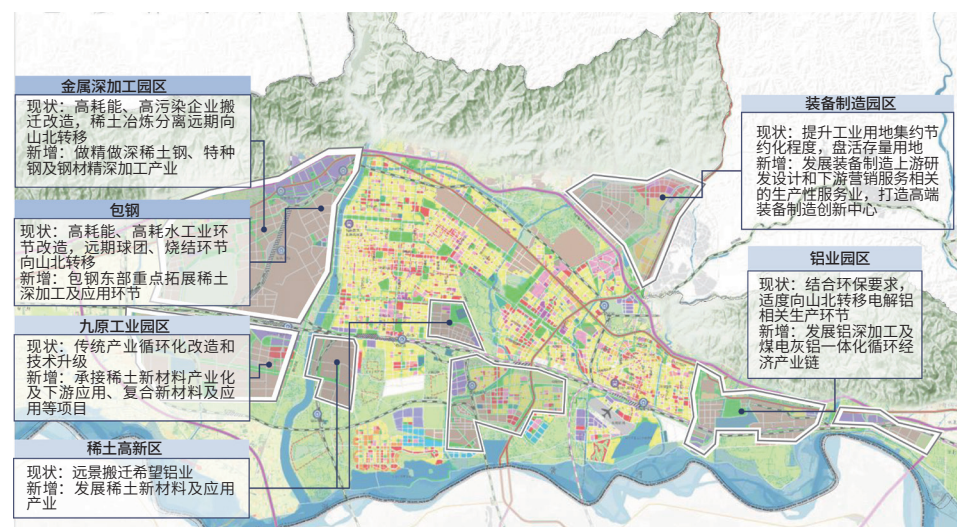 金属深加工园区
现状：高耗能、高污染企业搬
迁改造，稀土冶炼分离远期向
山北转移
新增：做精做深稀土钢、特种
钢及钢材精深加工产业
包钢
现状：高耗能、高耗水工业环
节改造，远期球团、烧结环节
向山北转移
新增：包钢东部重点拓展稀土
深加工及应用环节
九原工业园区
现状：传统产业循环化改造和
技术升级
新增：承接稀土新材料产业化
及下游应用、复合新材料及应
用等项目
稀土高新区
现状：远景搬迁希望铝业
新增：发展稀土新材料及应用
产业
装备制造园区
现状：提升工业用地集约节
约化程度，盘活存量用地
新增：发展装备制造上游研
发设计和下游营销服务相关
的生产性服务业，打造高端
装备制造创新中心
铝业园区
现状：结合环保要求，
适度向山北转移电解铝
相关生产环节
新增：发展铝深加工及
煤电灰铝一体化循环经
济产业链